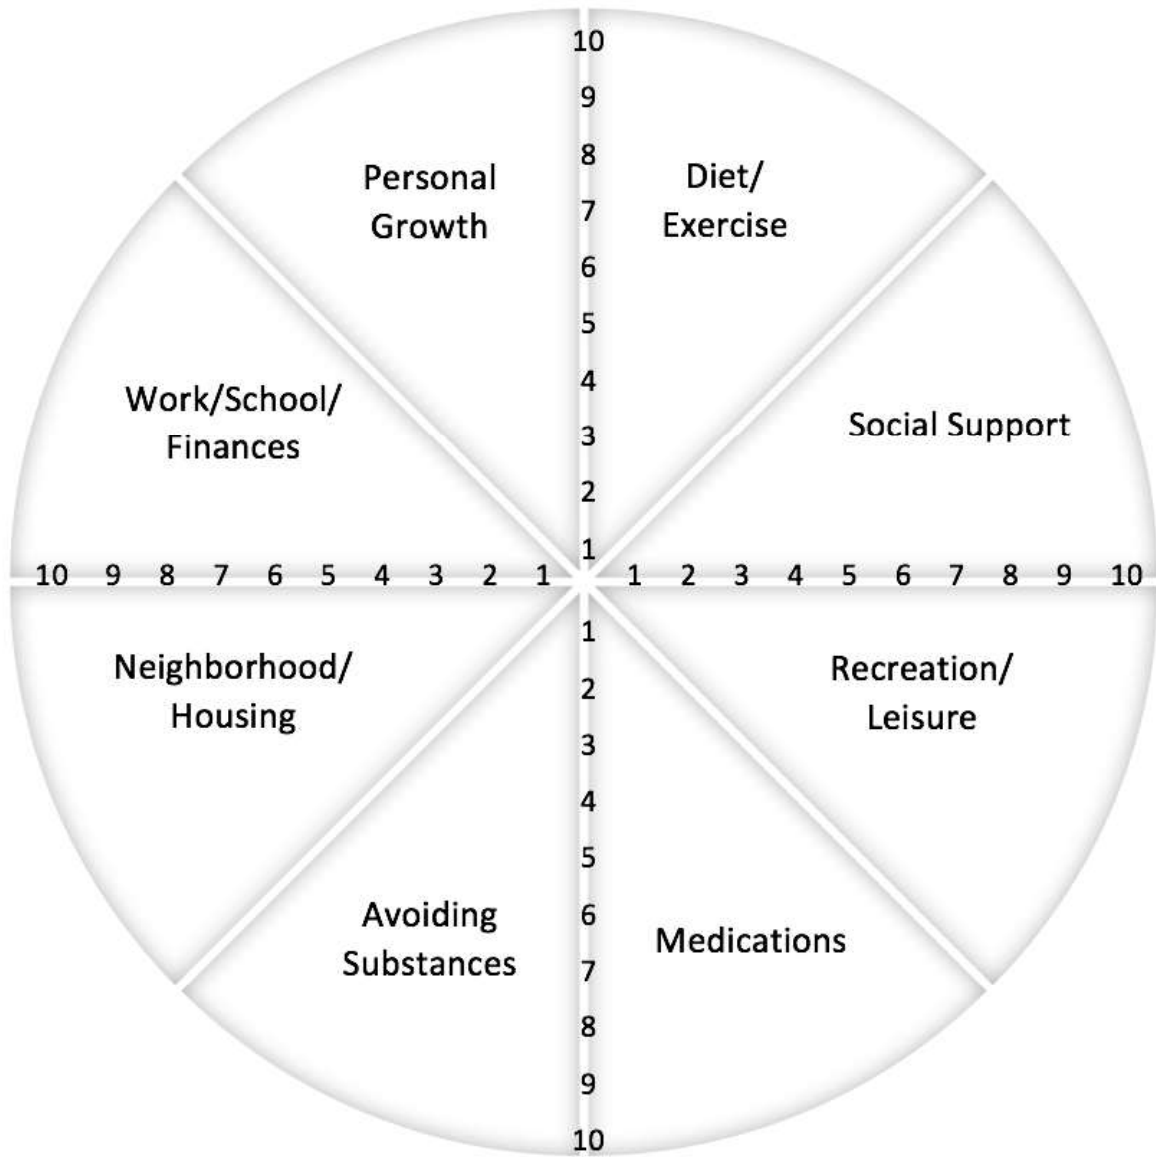 10
9
8
7
6
5
4
3
2
1
Personal
Growth
Diet/
Exercise
Work/School/
Finances
Social Support
10 9 8 7 6 5 4 3 2 1 1 2 3 4 5 6 7 8 9 10
Neighborhood/
Housing
Recreation/
Leisure
1
2
3
4
5
6
7
8
9
10
Avoiding
Substances
Medications